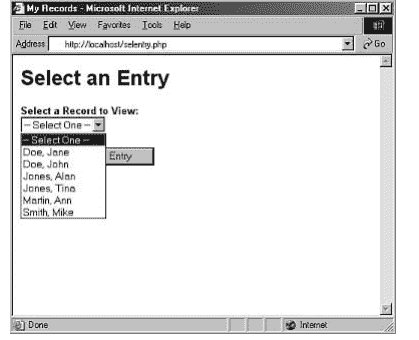 My Records - Microsoft Internet Explorer
File Edit View Favorites Tools Help
Address http://localhost/selentry.php Go
Select an Entry
Select a Record to View:
-- Select One --
-- Select One --
Doe, Jane
Doe, John
Entry
Jones, Alan
Jones, Tina
Martin, Ann
Smith, Mike
Done Internet